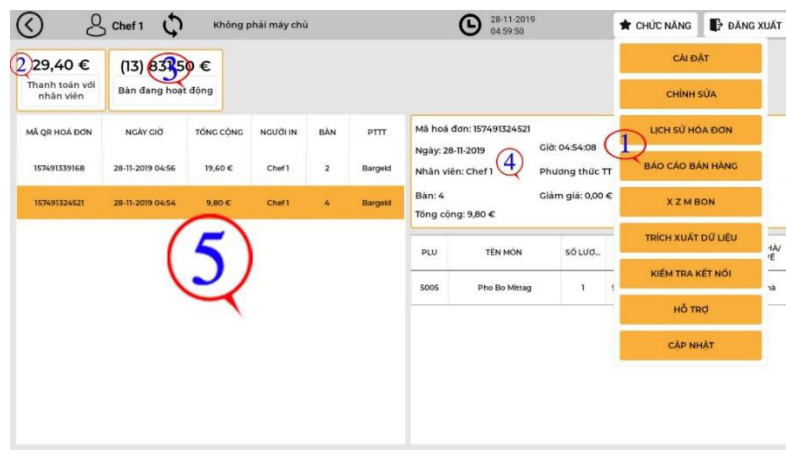 Chef 1
Không phải máy chủ
28-11-2019
04:59:50
CHỨC NĂNG
ĐĂNG XUẤT
2
29,40 €
Thanh toán với
nhân viên
(13) 831,50 €
3
Bàn đang hoạt động
MÃ QR HOÁ ĐƠN NGÀY GIỜ TỔNG CỘNG NGƯỜI IN BÀN PTTT
157491339168 28-11-2019 04:56 19,60 € Chef 1 2 Bargeld
157491324521 28-11-2019 04:54 9,80 € Chef 1 4 Bargeld
5
Mã hoá đơn: 157491324521
Ngày: 28-11-2019 Giờ: 04:54:08
Nhân viên: Chef 1 Phương thức TT
4
Bàn: 4 Giảm giá: 0,00 €
Tổng cộng: 9,80 €
PLU TÊN MÓN SỐ LƯỢ...
5005 Pho Bo Mittag 1
CÀI ĐẶT
CHỈNH SỬA
LỊCH SỬ HÓA ĐƠN
1
BÁO CÁO BÁN HÀNG
X Z M BON
TRÍCH XUẤT DỮ LIỆU
KIỂM TRA KẾT NỐI
HỖ TRỢ
CẬP NHẬT